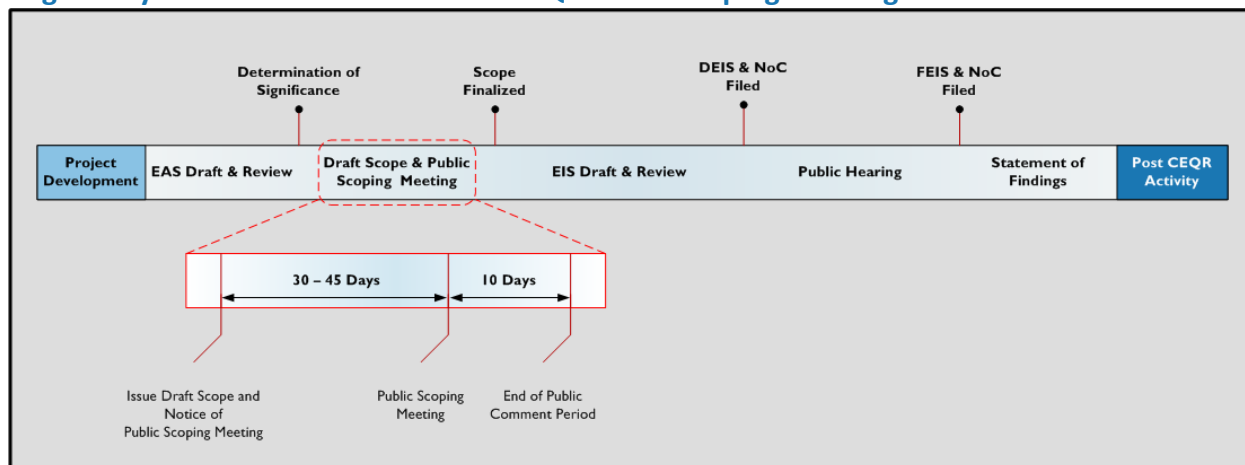 Determination of
Significance
Scope
Finalized
DEIS & NoC
Filed
FEIS & NoC
Filed
Project
Development
EAS Draft & Review
Draft Scope & Public
Scoping Meeting
EIS Draft & Review
Public Hearing
Statement of
Findings
Post CEQR
Activity
30 – 45 Days
10 Days
Issue Draft Scope and
Notice of
Public Scoping Meeting
Public Scoping
Meeting
End of Public
Comment Period